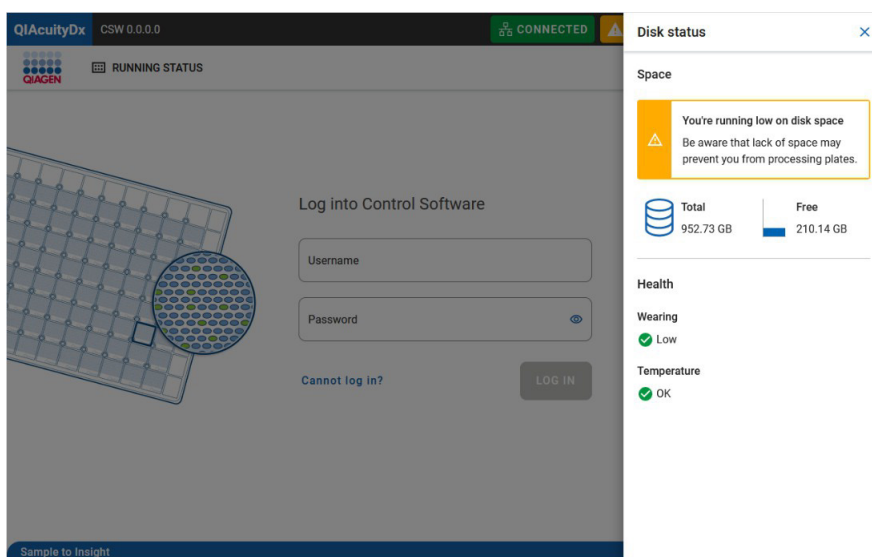 QIAcuityDx CSW 0.0.0.0 CONNECTED
QIAGEN RUNNING STATUS
Log into Control Software
Username
Password
Cannot log in? LOG IN
Sample to Insight
Disk status
Space
You're running low on disk space
Be aware that lack of space may
prevent you from processing plates.
Total Free
952.73 GB 210.14 GB
Health
Wearing
Low
Temperature
OK